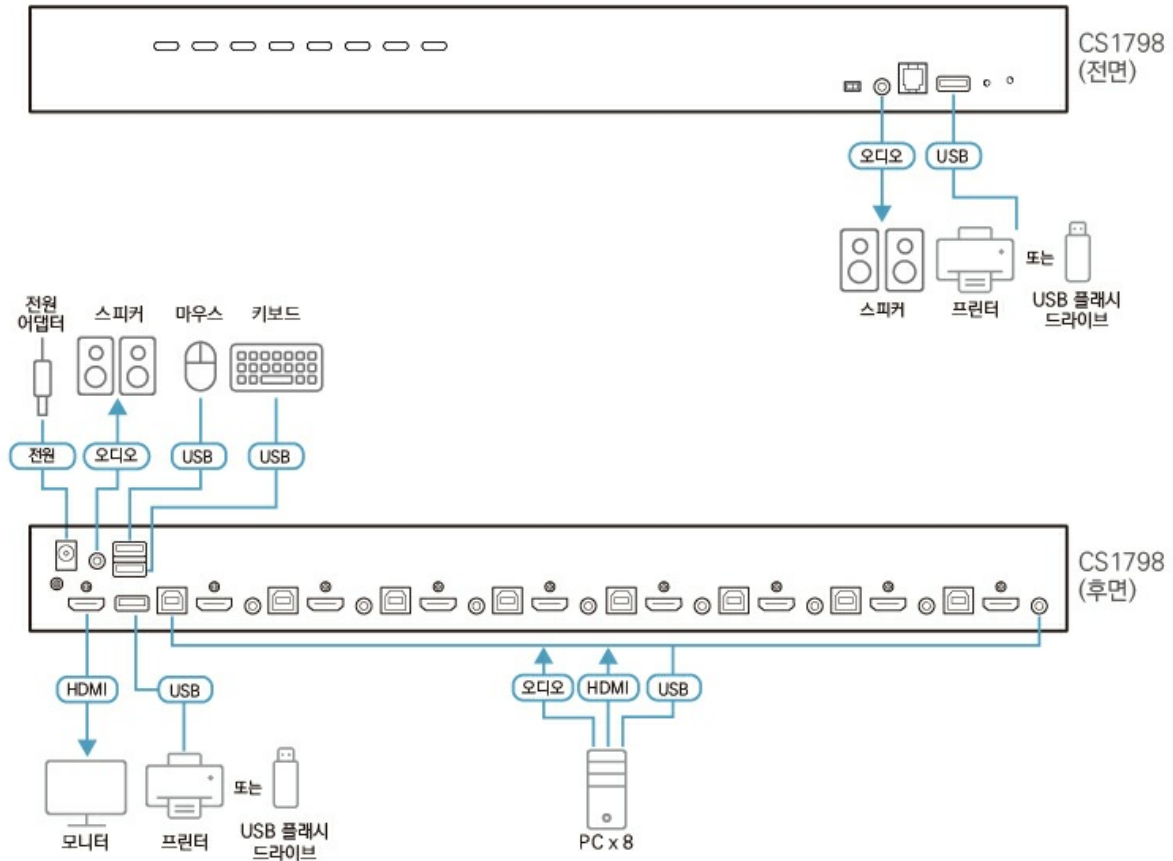 CS1798
(전면)
오디오
USB
스피커
프린터
또는
USB 플래시
드라이브
전원
어댑터
스피커
마우스
키보드
전원
오디오
USB
USB
CS1798
(후면)
HDMI
USB
오디오
HDMI
USB
모니터
프린터
또는
USB 플래시
드라이브
PC x 8